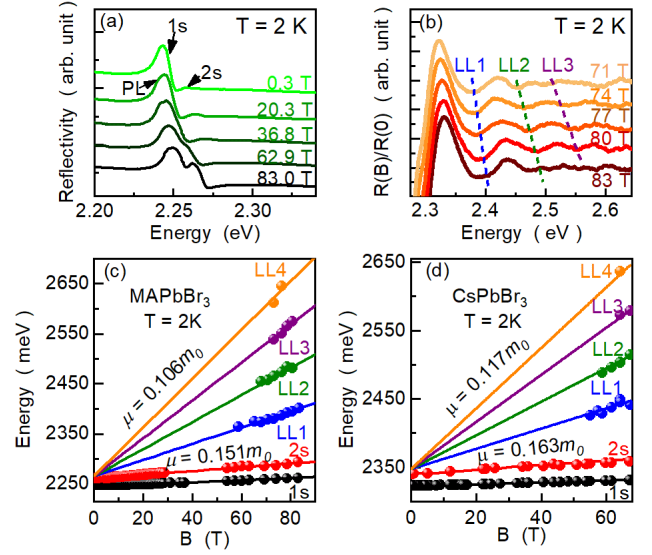 (a) 1s T = 2 K
2s
PL
0.3 T
20.3 T
36.8 T
62.9 T
83.0 T
Reflectivity (arb. unit)
2.20 2.25 2.30
Energy (eV)
(b) T = 2 K
LL1 LL2 LL3
71 T
74 T
77 T
80 T
83 T
R(B)/R(0) (arb. unit)
2.3 2.4 2.5 2.6
Energy ( eV)
(c) LL4
MAPbBr3
T = 2K
LL3
LL2
LL1
μ = 0.106m0
μ = 0.151m0
2s
1s
Energy ( meV)
2650
2550
2450
2350
2250
0 20 40 60 80
B (T)
(d) LL4
CsPbBr3
T = 2K
LL3
LL2
LL1
μ = 0.117m0
μ = 0.163m0
2s
1s
Energy ( meV)
2650
2550
2450
2350
0 20 40 60
B (T)